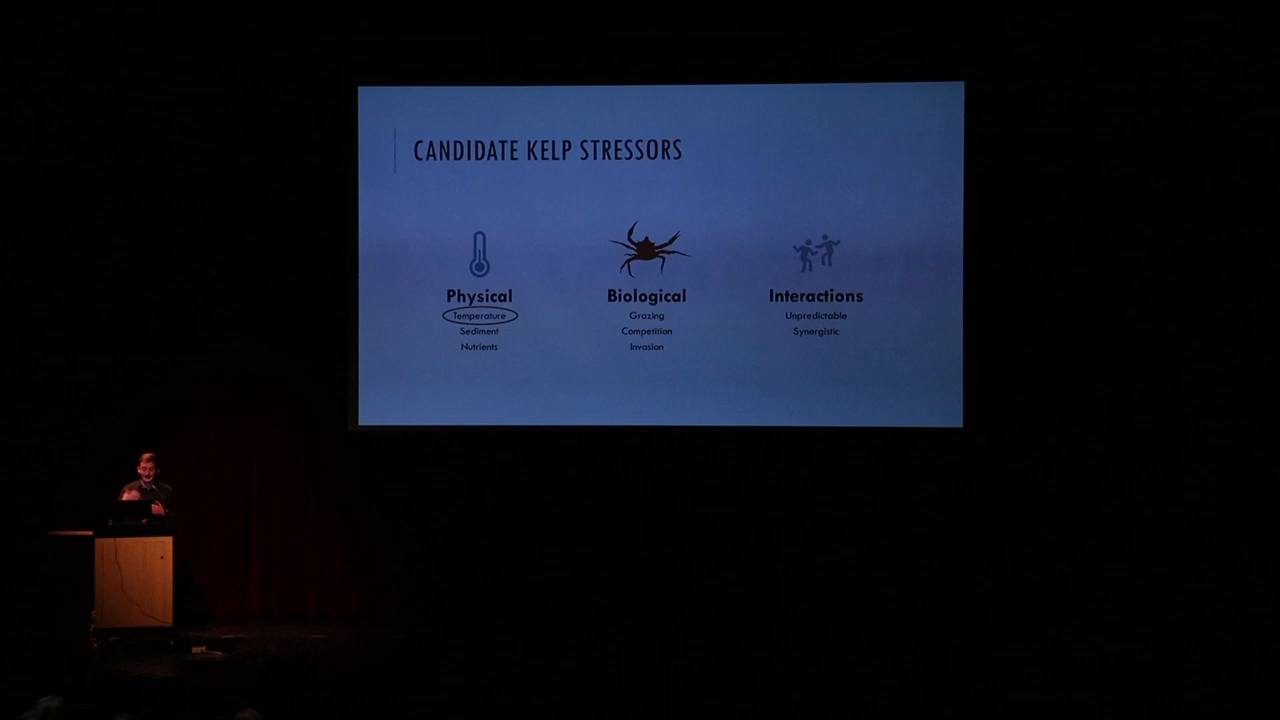 CANDIDATE KELP STRESSORS
Physical
Temperature
Sediment
Nutrients
Biological
Grazing
Competition
Invasion
Interactions
Unpredictable
Synergistic